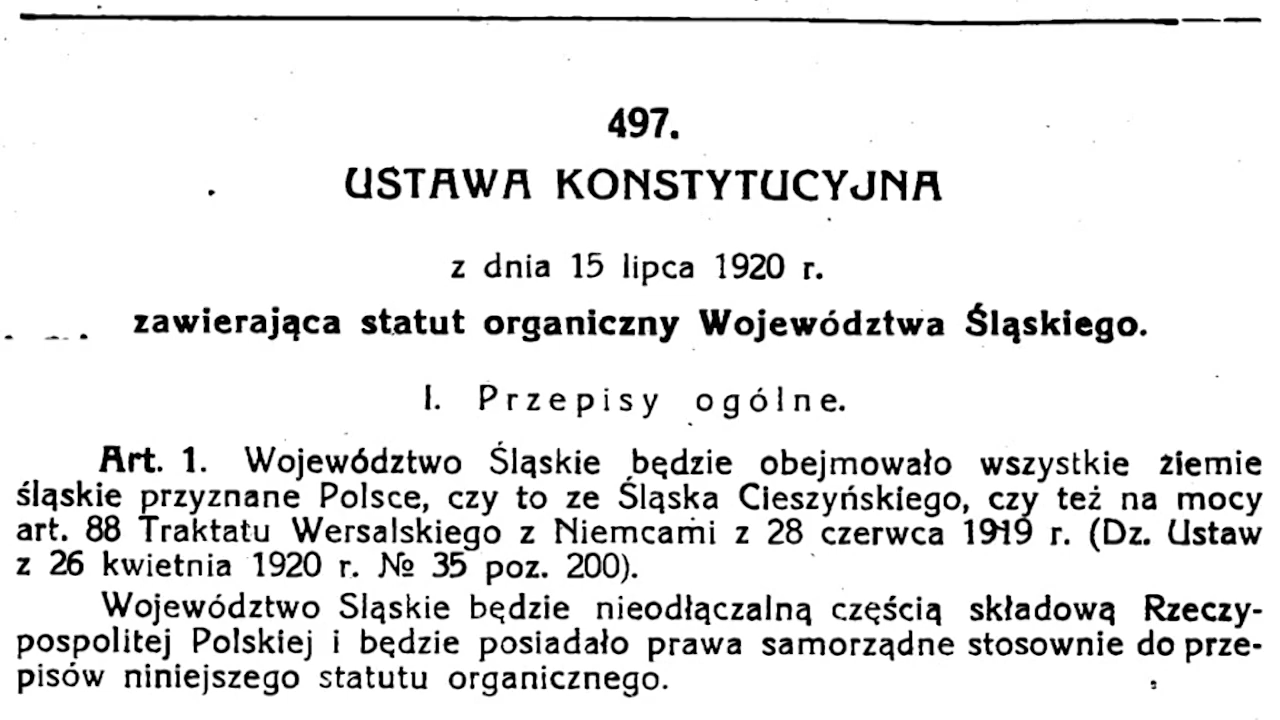 497.
USTAWA KONSTYTUCYJNA
z dnia 15 lipca 1920 r.
zawierająca statut organiczny Województwa Śląskiego.
I. Przepisy ogólne.
Art. 1. Województwo Śląskie będzie obejmowało wszystkie ziemie
śląskie przyznane Polsce, czy to ze Śląska Cieszyńskiego, czy też na mocy
art. 88 Traktatu Wersalskiego z Niemcami z 28 czerwca 1919 r. (Dz. Ustaw
z 26 kwietnia 1920 r. № 35 poz. 200).
Województwo Sląskie będzie nieodłączalną częścią składową Rzeczy-
pospolitej Polskiej i będzie posiadało prawa samorządne stosownie do prze-
pisów niniejszego statutu organicznego.